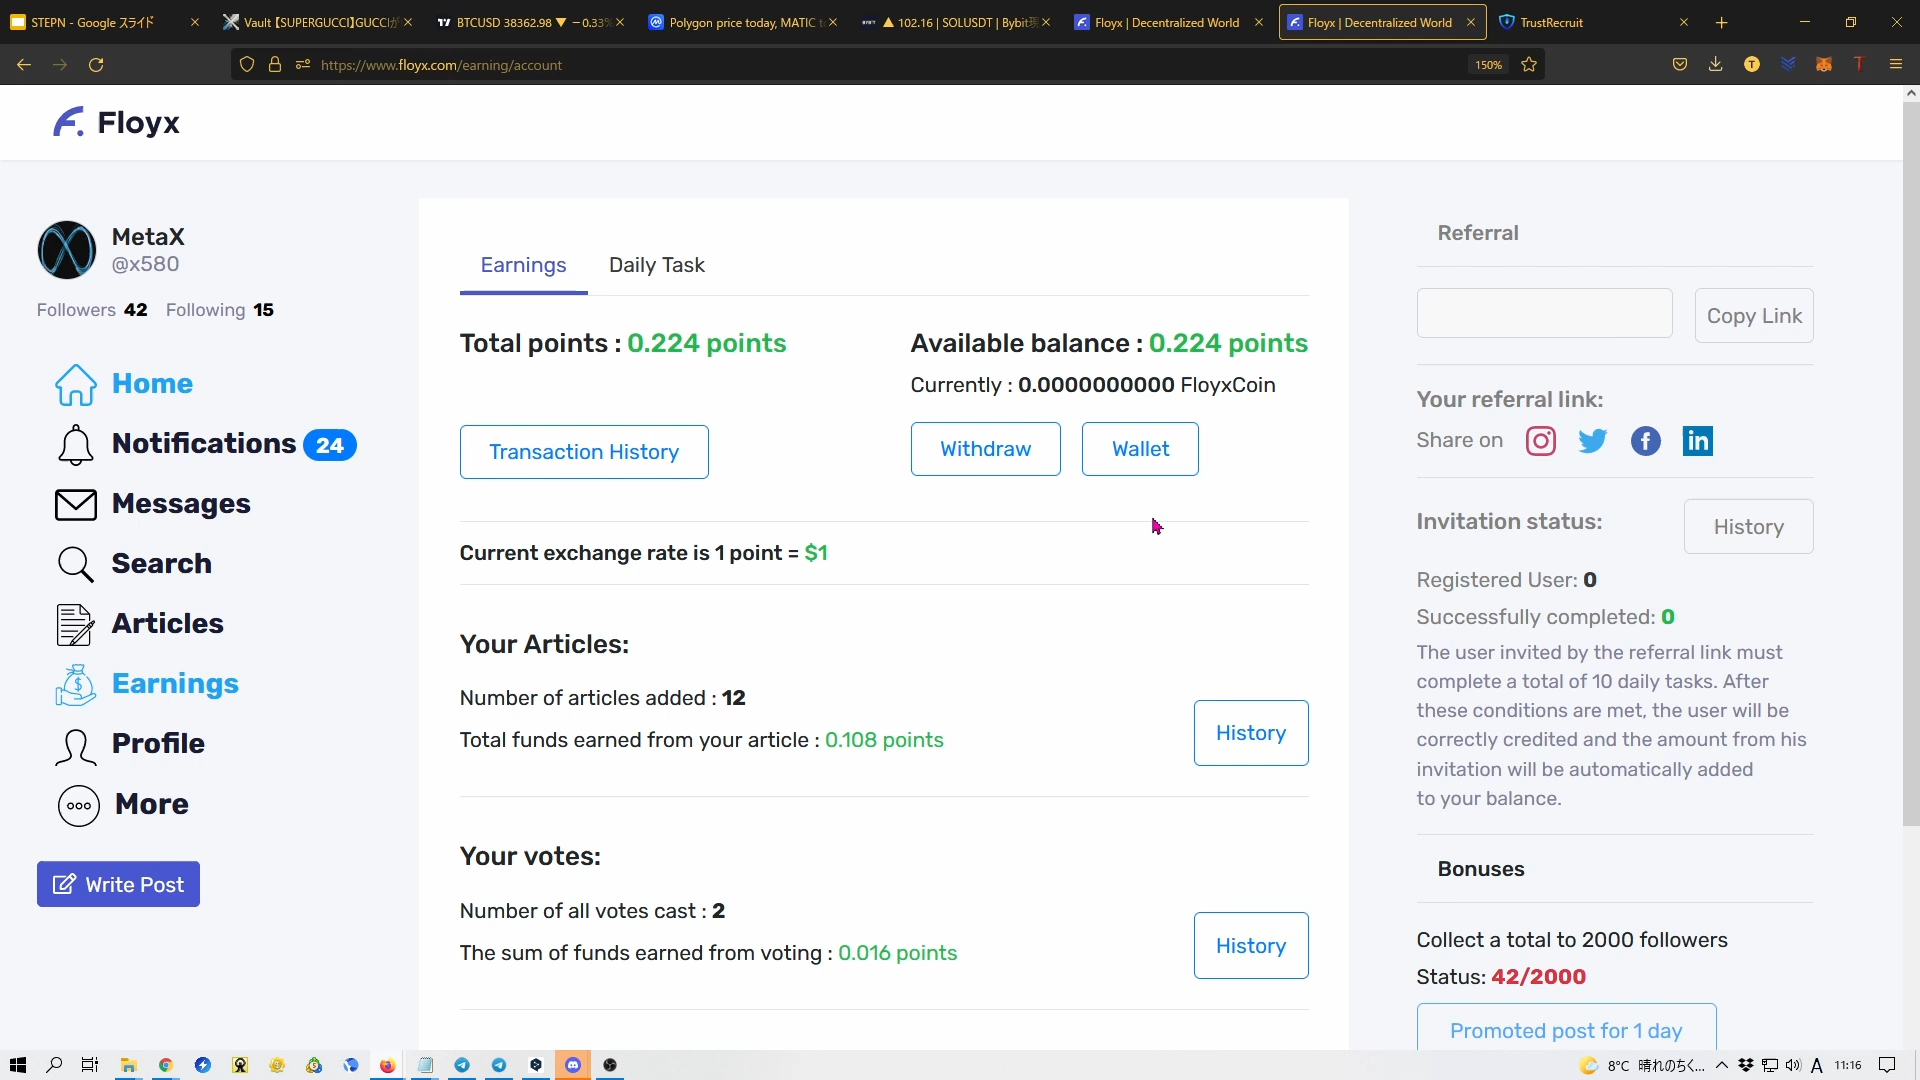 STEPN - Google スライド
Vault【SUPERGUCCI】GUCCIが
BTCUSD 38362.98 ▼ −0.33%
Polygon price today, MATIC to
▲ 102.16 | SOLUSDT | Bybit
Floyx | Decentralized World
Floyx | Decentralized World
TrustRecruit
https://www.floyx.com/earning/account
150%
Floyx
MetaX
@x580
Followers 42 Following 15
Home
Notifications 24
Messages
Search
Articles
Earnings
Profile
More
Write Post
Earnings
Daily Task
Total points : 0.224 points
Transaction History
Available balance : 0.224 points
Currently : 0.0000000000 FloyxCoin
Withdraw
Wallet
Current exchange rate is 1 point = $1
Your Articles:
Number of articles added : 12
Total funds earned from your article : 0.108 points
History
Your votes:
Number of all votes cast : 2
The sum of funds earned from voting : 0.016 points
History
Referral
Copy Link
Your referral link:
Share on
Invitation status:
History
Registered User: 0
Successfully completed: 0
The user invited by the referral link must
complete a total of 10 daily tasks. After
these conditions are met, the user will be
correctly credited and the amount from his
invitation will be automatically added
to your balance.
Bonuses
Collect a total to 2000 followers
Status: 42/2000
Promoted post for 1 day
8°C 晴れのちく...
A
11:16